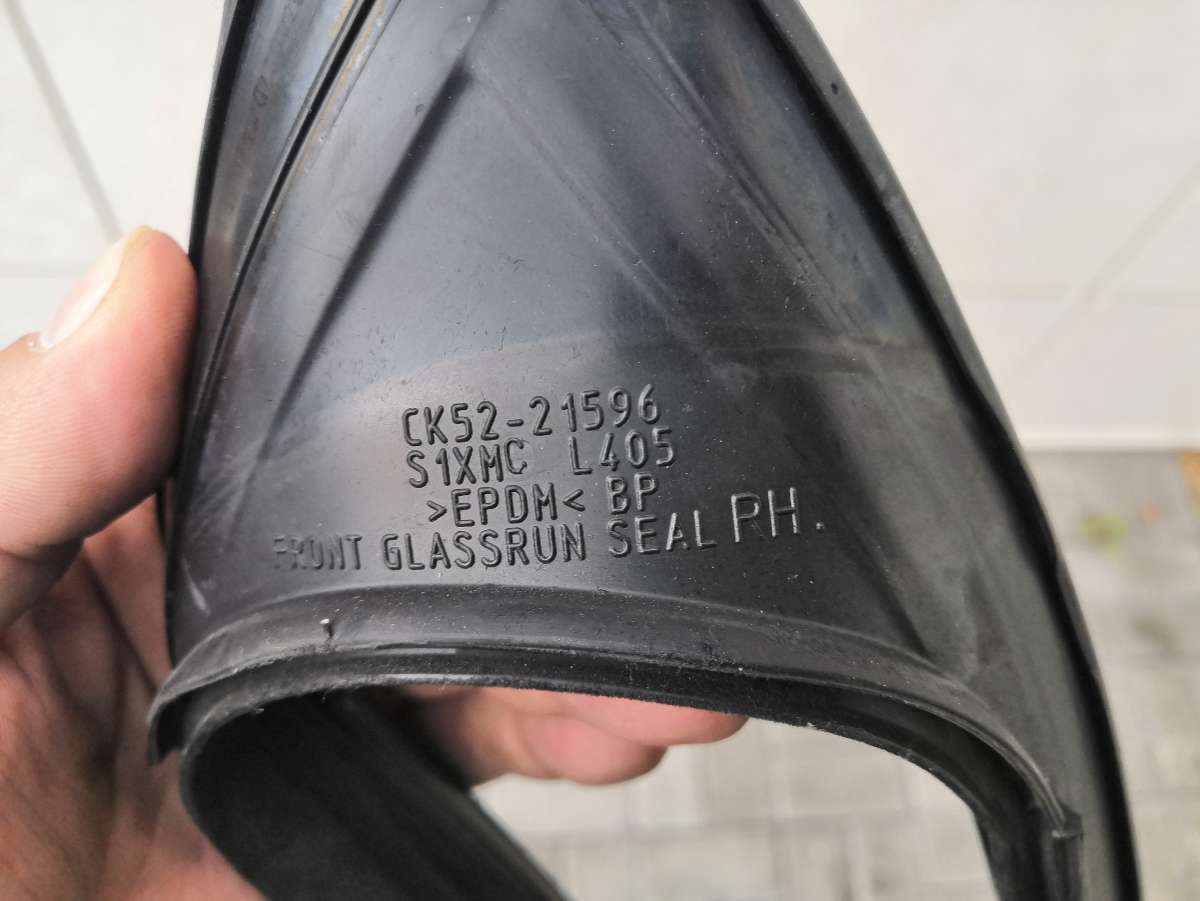 CK52-21596
S1XMC L405
>EPDM< BP
FRONT GLASSRUN SEAL RH.